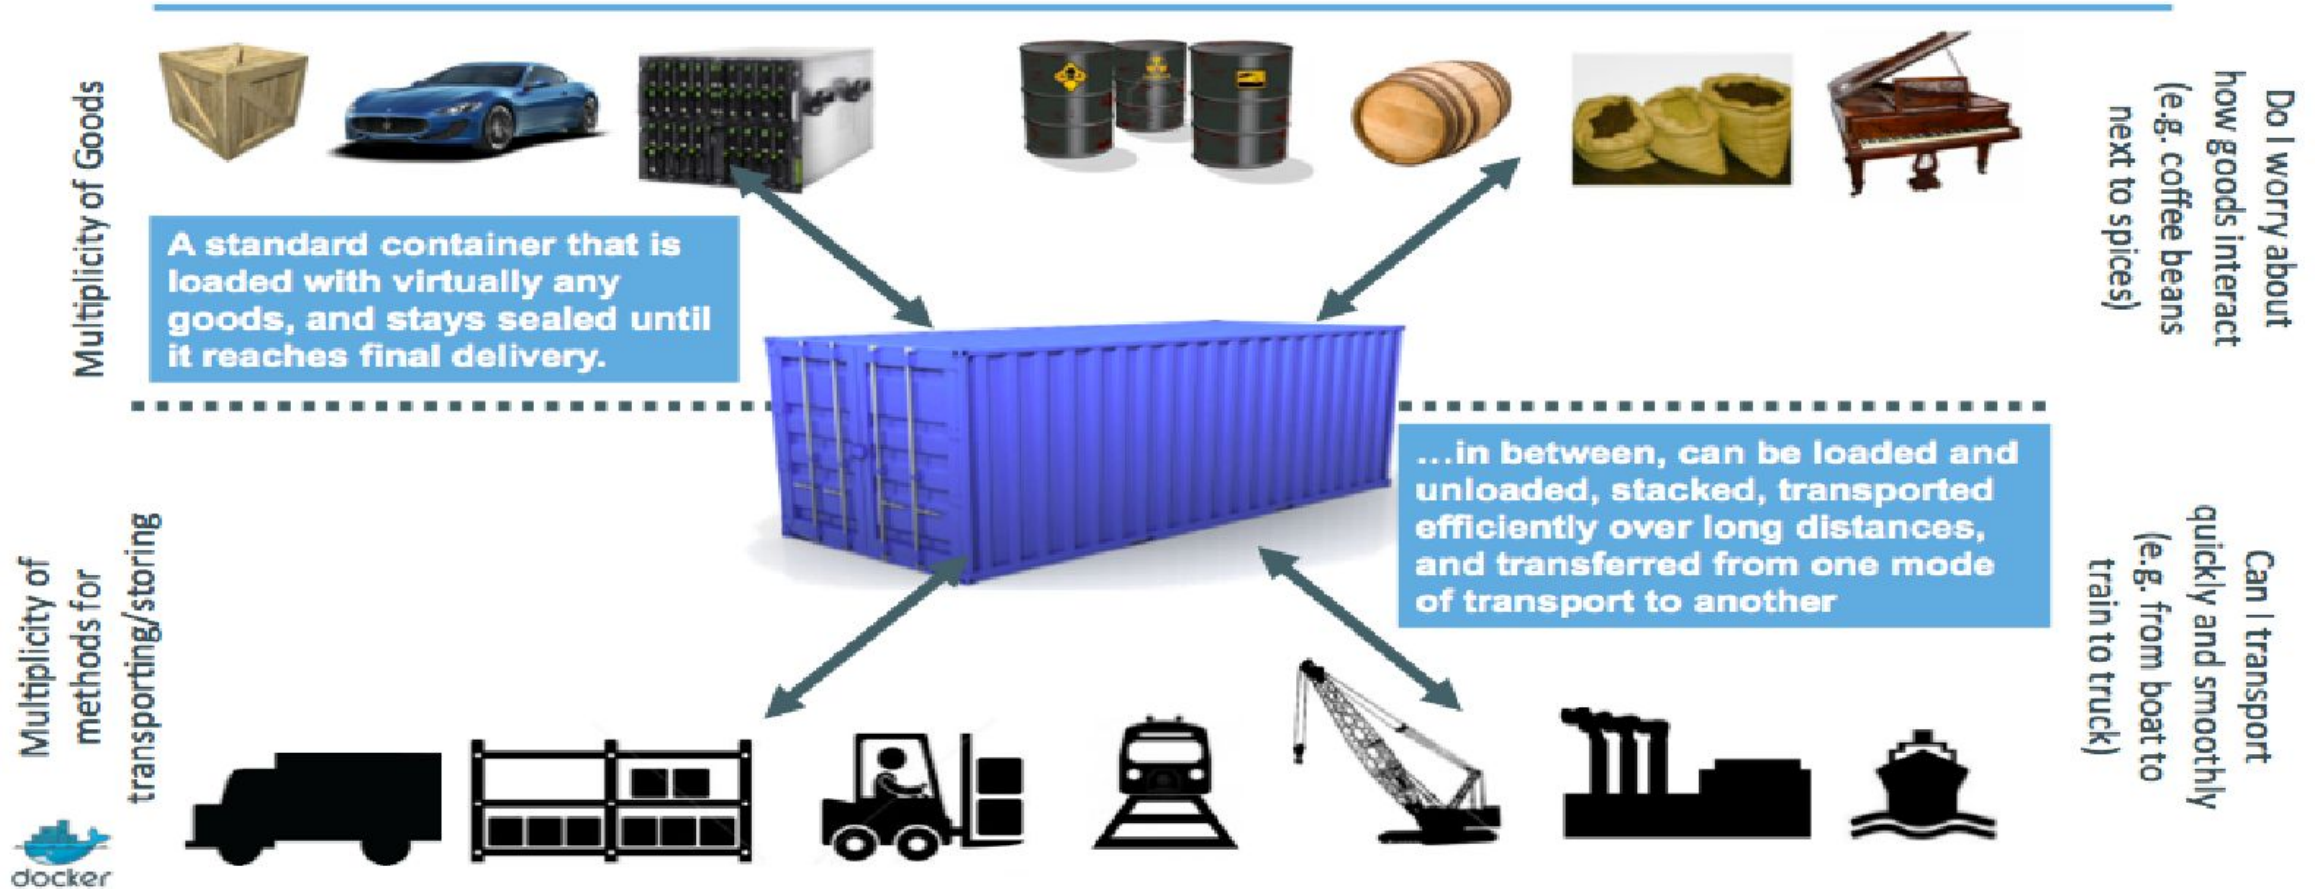 Multiplicity of Goods
A standard container that is
loaded with virtually any
goods, and stays sealed until
it reaches final delivery.
Do I worry about
how goods interact
(e.g. coffee beans
next to spices)
Multiplicity of
methods for
transporting/storing
...in between, can be loaded and
unloaded, stacked, transported
efficiently over long distances,
and transferred from one mode
of transport to another
Can I transport
quickly and smoothly
(e.g. from boat to
train to truck)
docker